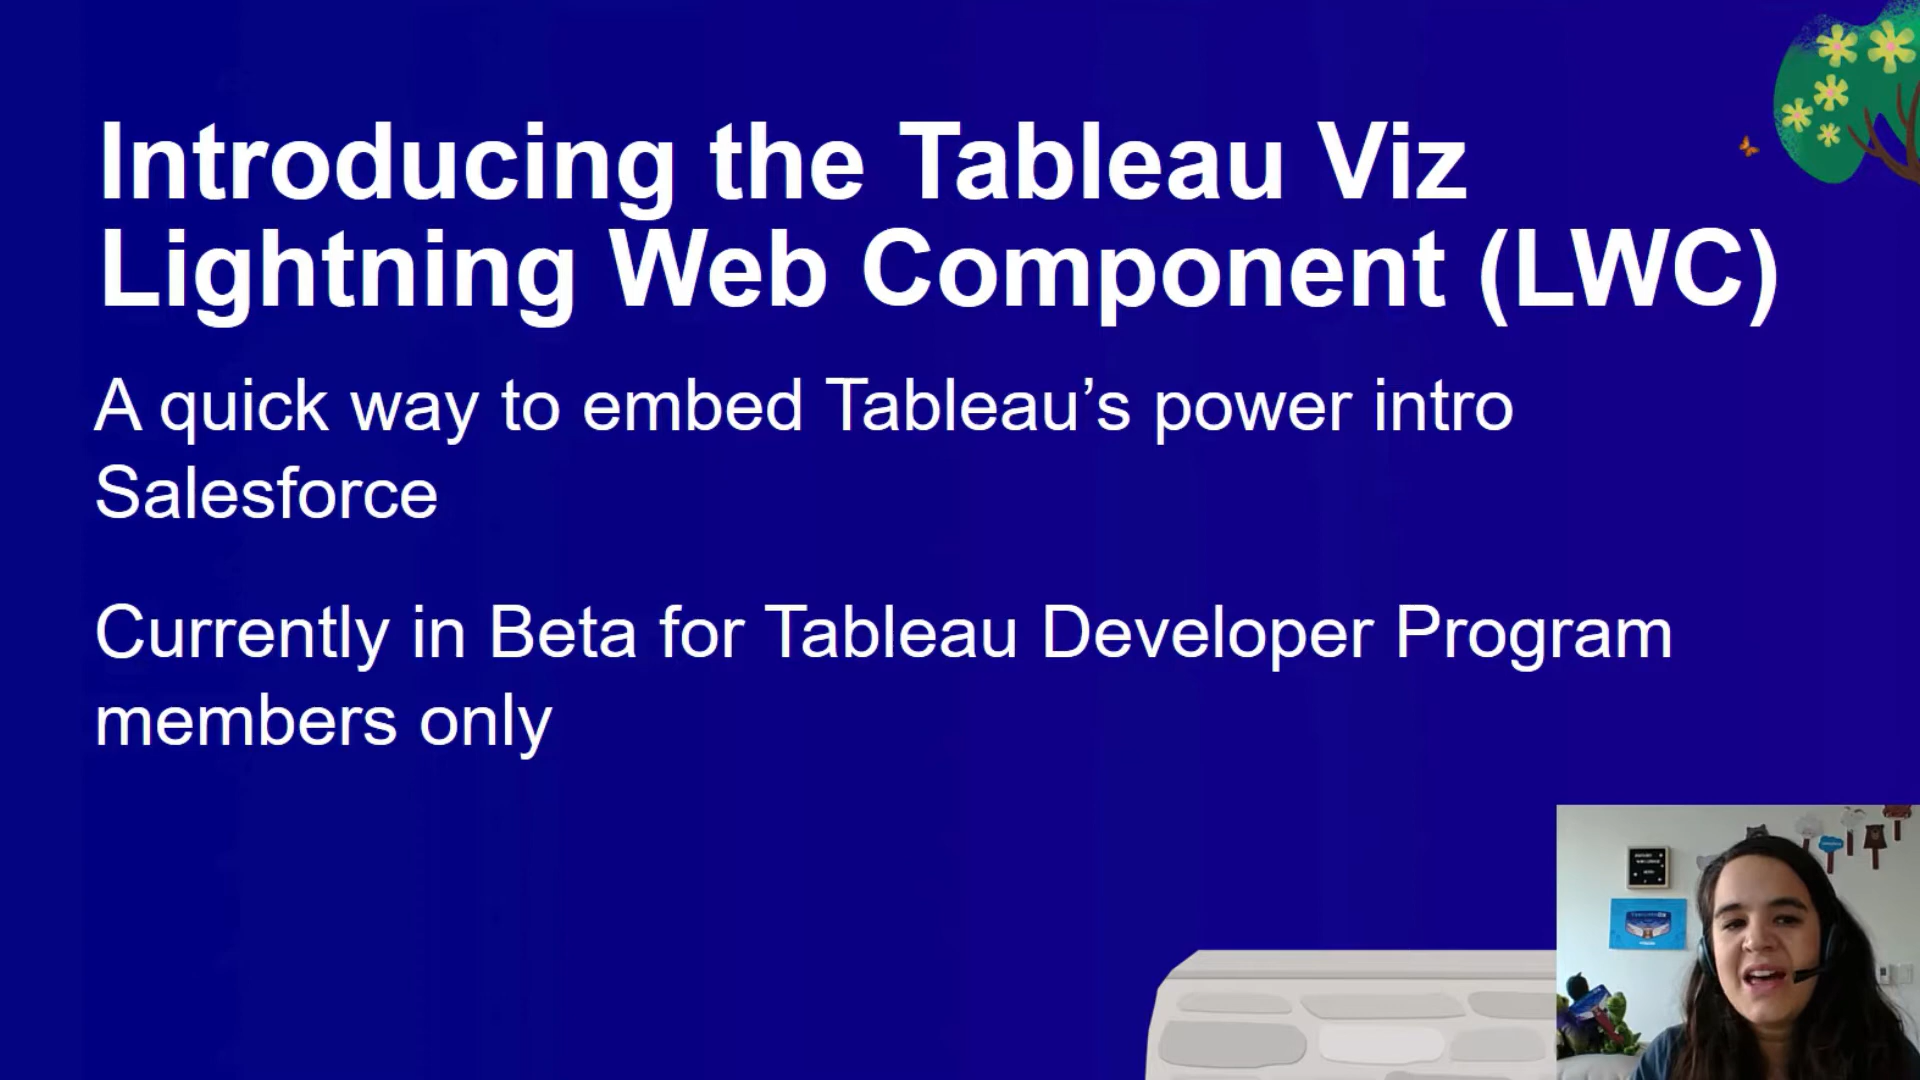 Introducing the Tableau Viz
Lightning Web Component (LWC)
A quick way to embed Tableau’s power intro
Salesforce
Currently in Beta for Tableau Developer Program
members only